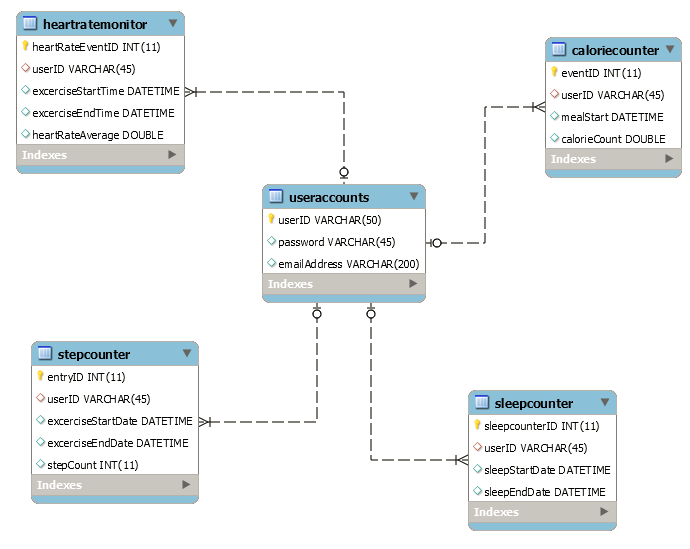 heartratemonitor
heartRateEventID INT(11)
userID VARCHAR(45)
excerciseStartTime DATETIME
excerciseEndTime DATETIME
heartRateAverage DOUBLE
Indexes
caloriecounter
eventID INT(11)
userID VARCHAR(45)
mealStart DATETIME
calorieCount DOUBLE
Indexes
useraccounts
userID VARCHAR(50)
password VARCHAR(45)
emailAddress VARCHAR(200)
Indexes
stepcounter
entryID INT(11)
userID VARCHAR(45)
excerciseStartDate DATETIME
excerciseEndDate DATETIME
stepCount INT(11)
Indexes
sleepcounter
sleepcounterID INT(11)
userID VARCHAR(45)
sleepStartDate DATETIME
sleepEndDate DATETIME
Indexes